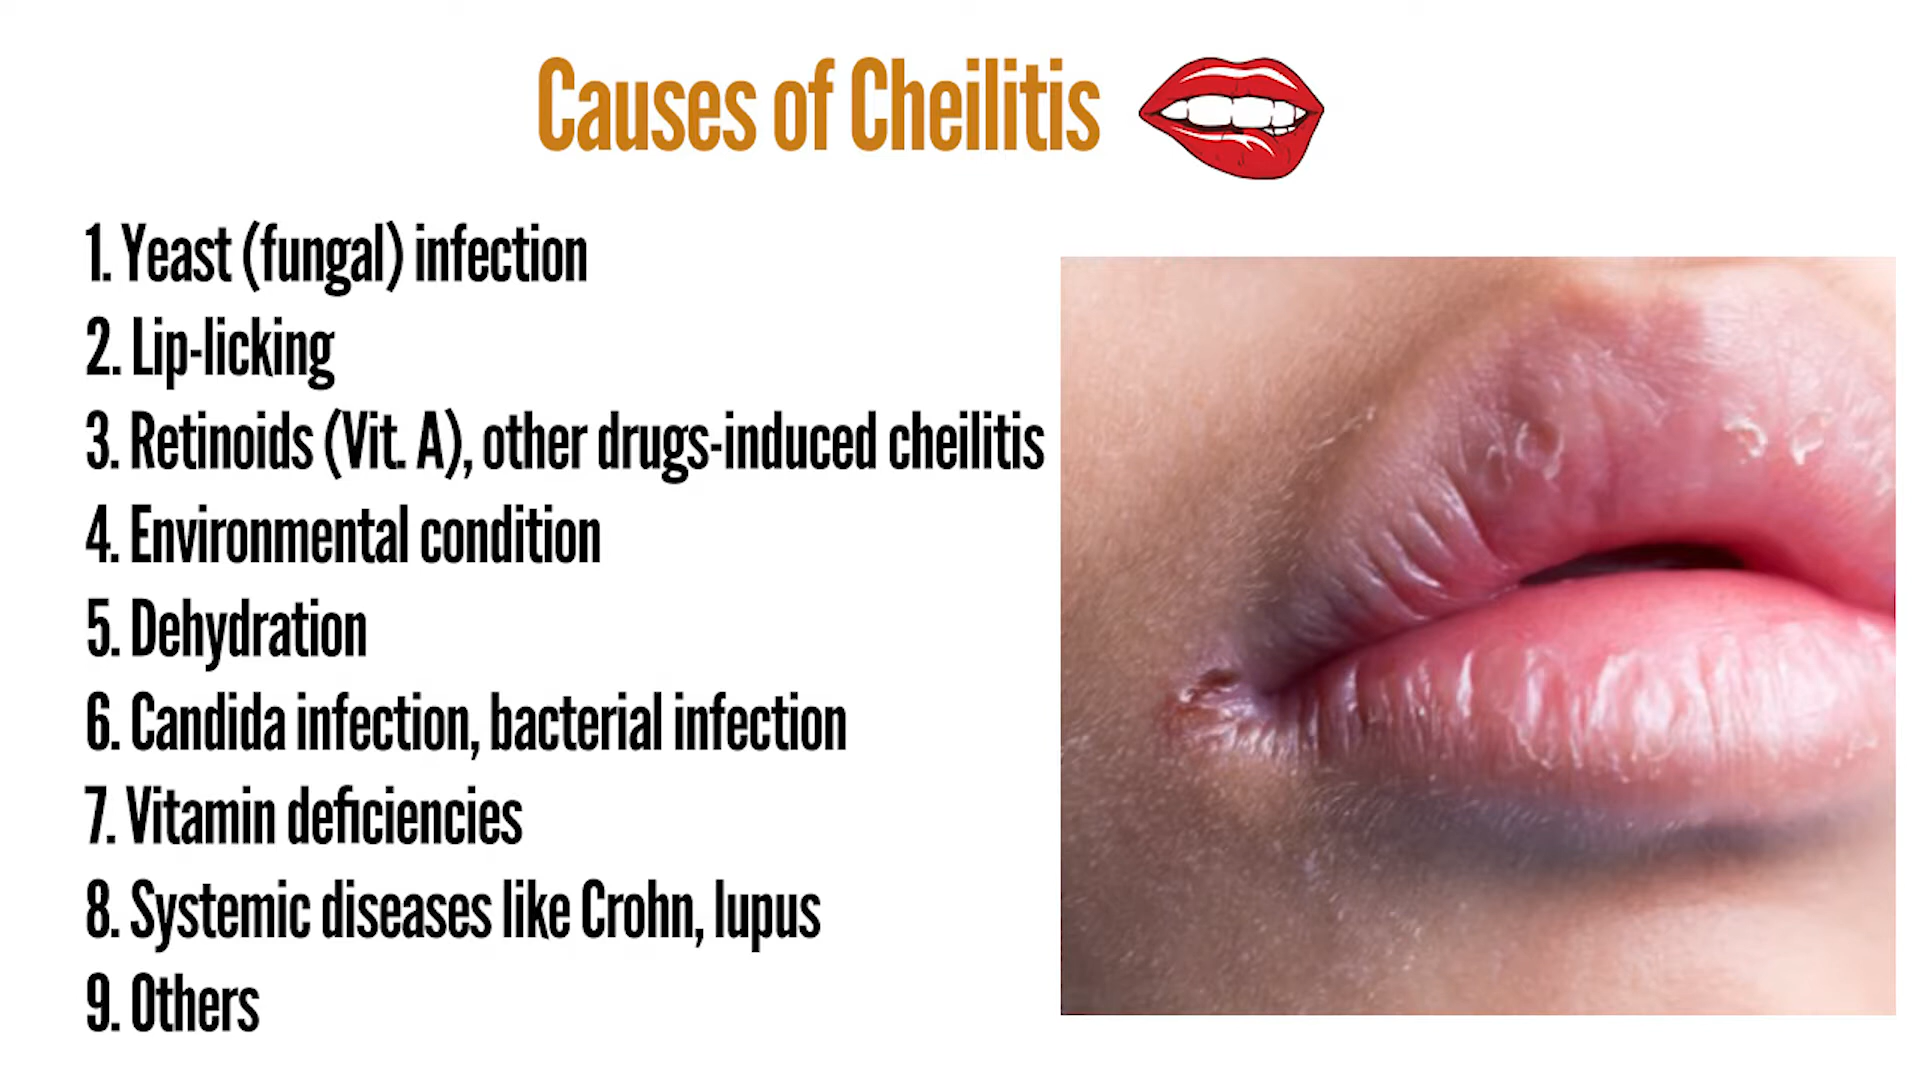 Causes of Cheilitis
1. Yeast (fungal) infection
2. Lip-licking
3. Retinoids (Vit. A), other drugs-induced cheilitis
4. Environmental condition
5. Dehydration
6. Candida infection, bacterial infection
7. Vitamin deficiencies
8. Systemic diseases like Crohn, lupus
9. Others